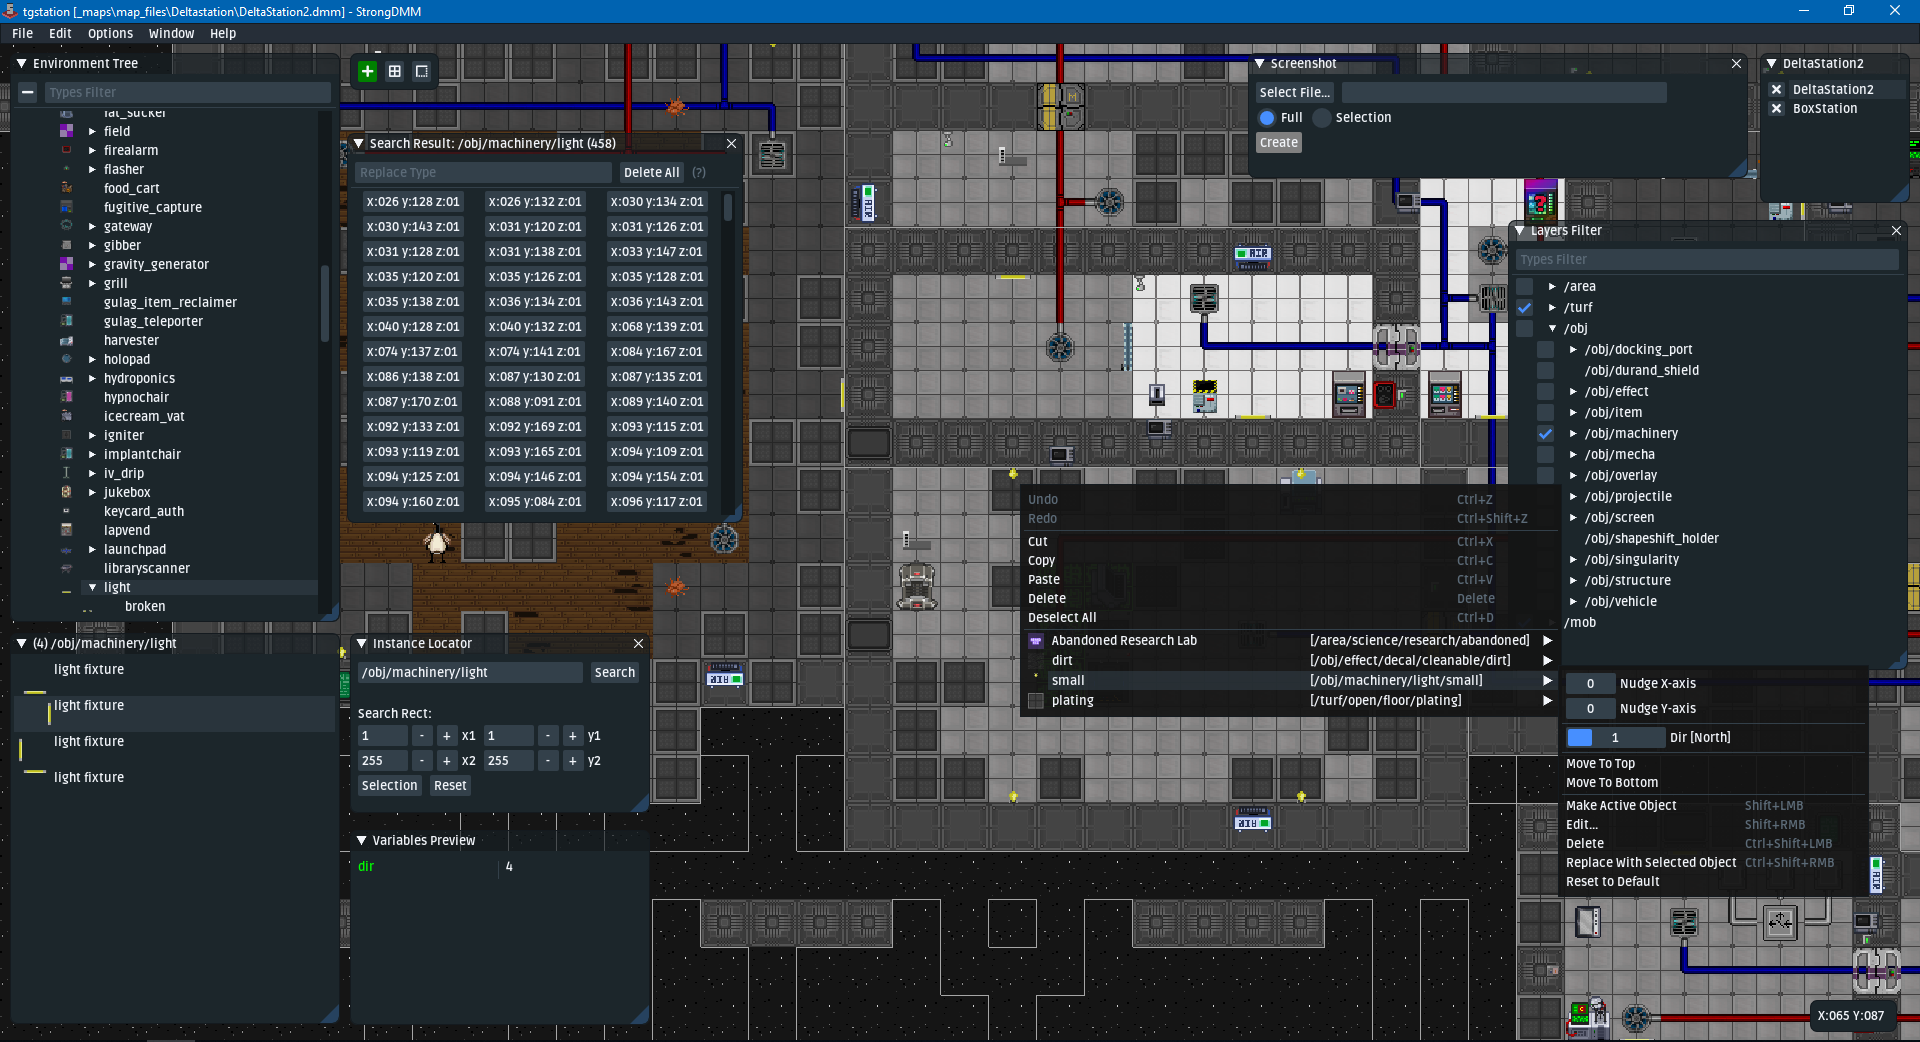 tgstation [_maps\map_files\Deltastation\DeltaStation2.dmm] - StrongDMM
File Edit Options Window Help
Environment Tree
Types Filter
fat_sucker
field
firealarm
flasher
food_cart
fugitive_capture
gateway
gibber
gravity_generator
grill
gulag_item_reclaimer
gulag_teleporter
harvester
holopad
hydroponics
hypnochair
icecream_vat
igniter
implantchair
iv_drip
jukebox
keycard_auth
lapvend
launchpad
libraryscanner
light
broken
(4) /obj/machinery/light
light fixture
light fixture
light fixture
light fixture
Search Result: /obj/machinery/light (458)
Replace Type Delete All (?)
x:026 y:128 z:01 x:026 y:132 z:01 x:030 y:134 z:01
x:030 y:143 z:01 x:031 y:120 z:01 x:031 y:126 z:01
x:031 y:128 z:01 x:031 y:138 z:01 x:033 y:147 z:01
x:035 y:120 z:01 x:035 y:126 z:01 x:035 y:128 z:01
x:035 y:138 z:01 x:036 y:134 z:01 x:036 y:143 z:01
x:040 y:128 z:01 x:040 y:132 z:01 x:068 y:139 z:01
x:074 y:137 z:01 x:074 y:141 z:01 x:084 y:167 z:01
x:086 y:138 z:01 x:087 y:130 z:01 x:087 y:135 z:01
x:087 y:170 z:01 x:088 y:091 z:01 x:089 y:140 z:01
x:092 y:133 z:01 x:092 y:169 z:01 x:093 y:115 z:01
x:093 y:119 z:01 x:093 y:165 z:01 x:094 y:109 z:01
x:094 y:125 z:01 x:094 y:146 z:01 x:094 y:154 z:01
x:094 y:160 z:01 x:095 y:084 z:01 x:096 y:117 z:01
Instance Locator
/obj/machinery/light Search
Search Rect:
1 - + x1 1 - + y1
255 - + x2 255 - + y2
Selection Reset
Variables Preview
dir 4
Screenshot
Select File...
Full Selection
Create
DeltaStation2
DeltaStation2
BoxStation
Layers Filter
Types Filter
/area
/turf
/obj
/obj/docking_port
/obj/durand_shield
/obj/effect
/obj/item
/obj/machinery
/obj/mecha
/obj/overlay
/obj/projectile
/obj/screen
/obj/shapeshift_holder
/obj/singularity
/obj/structure
/obj/vehicle
/mob
Undo Ctrl+Z
Redo Ctrl+Shift+Z
Cut Ctrl+X
Copy Ctrl+C
Paste Ctrl+V
Delete Delete
Deselect All Ctrl+D
Abandoned Research Lab [/area/science/research/abandoned]
dirt [/obj/effect/decal/cleanable/dirt]
small [/obj/machinery/light/small]
plating [/turf/open/floor/plating]
0 Nudge X-axis
0 Nudge Y-axis
1 Dir [North]
Move To Top
Move To Bottom
Make Active Object Shift+LMB
Edit... Shift+RMB
Delete Ctrl+Shift+LMB
Replace With Selected Object Ctrl+Shift+RMB
Reset to Default
AIR
AIR
AIR
AIR
AIR
X:065 Y:087